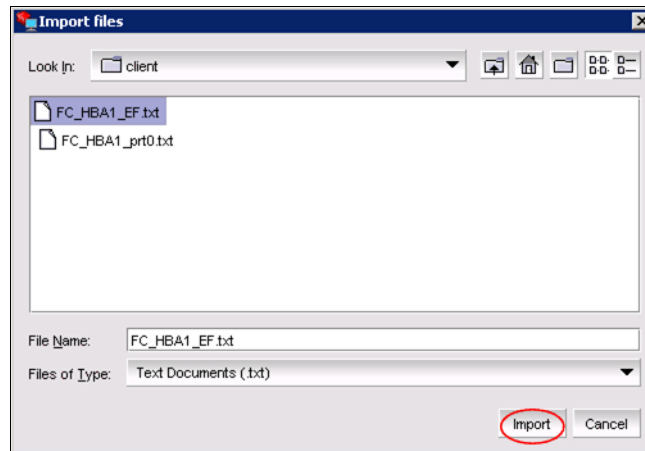 Import files
Look In: client
FC_HBA1_EF.txt
FC_HBA1_prt0.txt
File Name: FC_HBA1_EF.txt
Files of Type: Text Documents (.txt)
Import Cancel